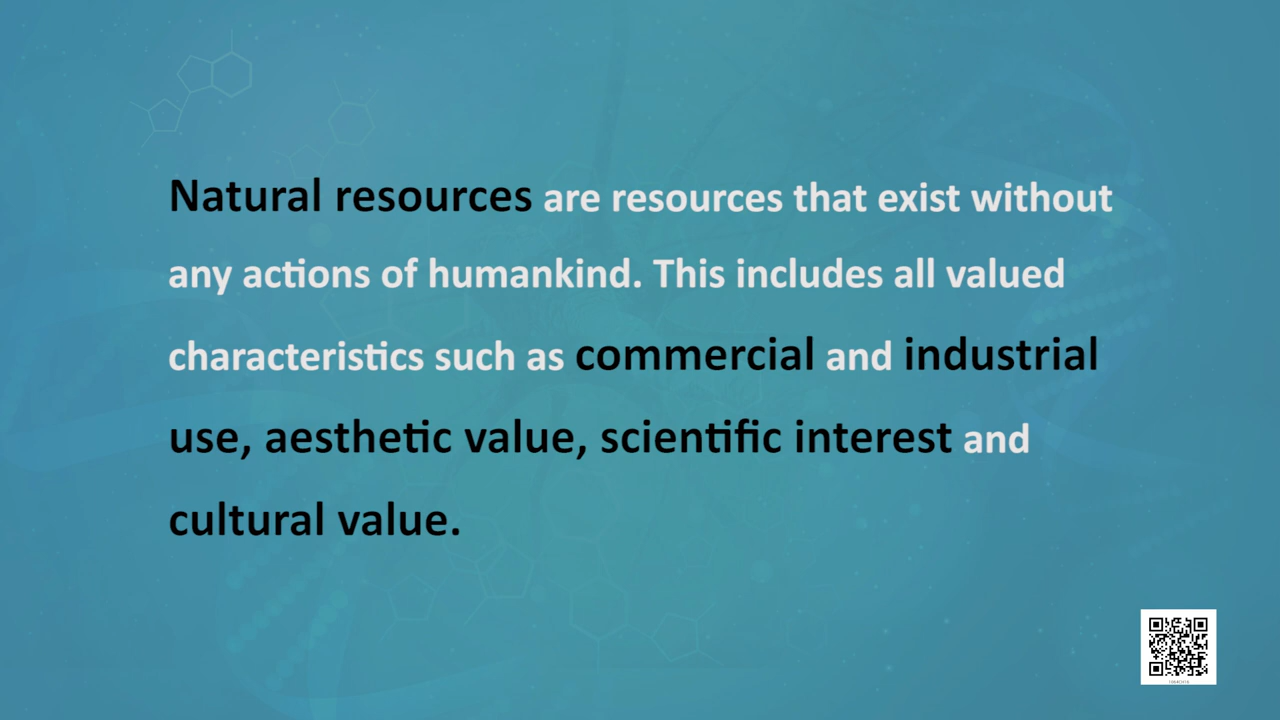 Natural resources are resources that exist without
any actions of humankind. This includes all valued
characteristics such as commercial and industrial
use, aesthetic value, scientific interest and
cultural value.